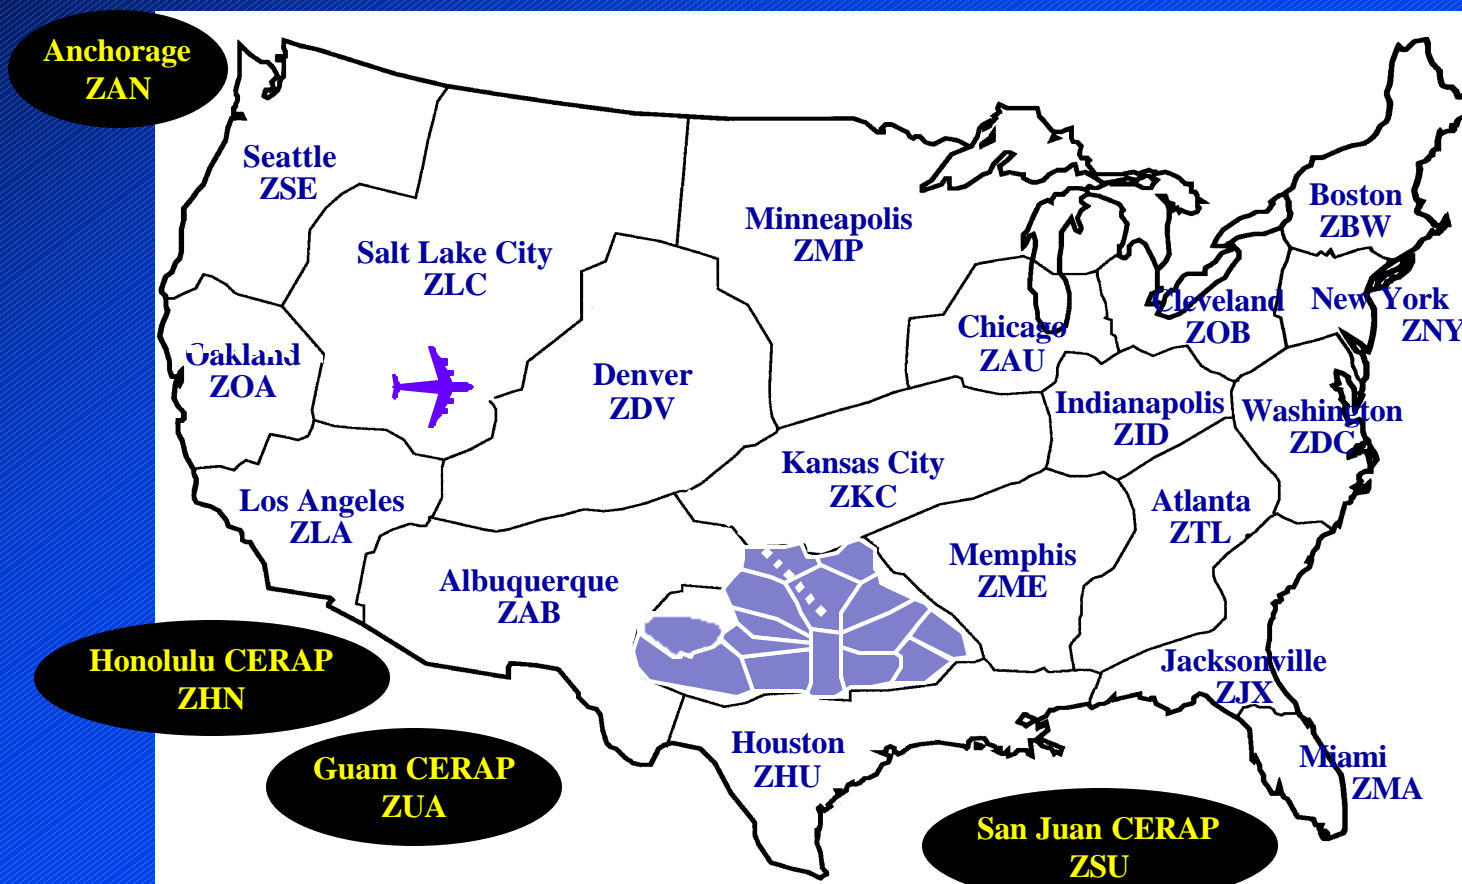 Anchorage
ZAN
Seattle
ZSE
Boston
ZBW
Minneapolis
ZMP
Salt Lake City
ZLC
Cleveland
ZOB
New York
ZNY
Chicago
ZAU
Oakland
ZOA
Denver
ZDV
Indianapolis
ZID
Washington
ZDC
Kansas City
ZKC
Los Angeles
ZLA
Atlanta
ZTL
Memphis
ZME
Albuquerque
ZAB
Honolulu CERAP
ZHN
Jacksonville
ZJX
Houston
ZHU
Miami
ZMA
Guam CERAP
ZUA
San Juan CERAP
ZSU